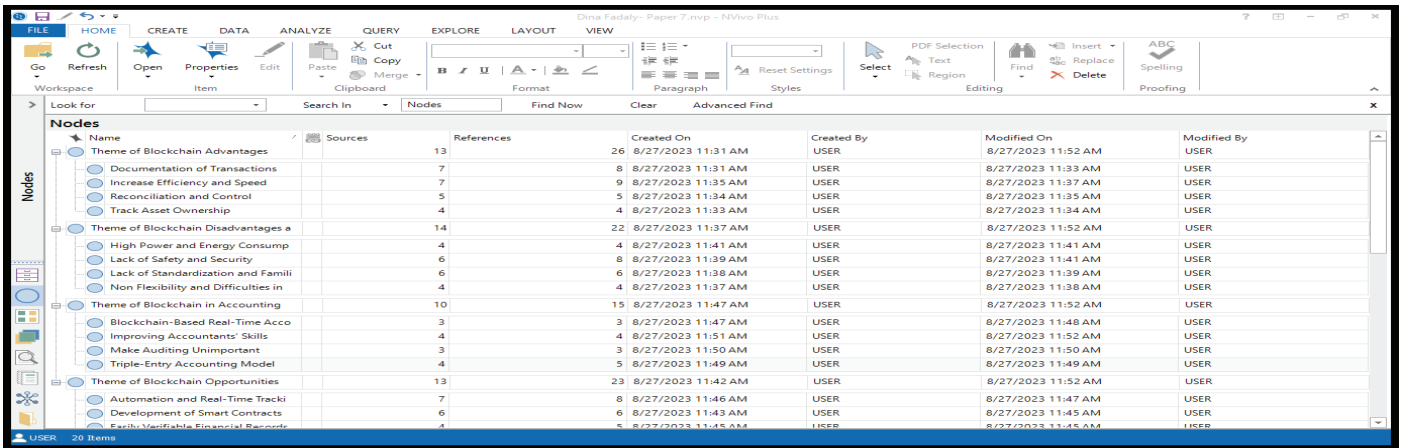 Dina Fadaly- Paper 7.nvp - NVivo Plus
FILE HOME CREATE DATA ANALYZE QUERY EXPLORE LAYOUT VIEW
Go Refresh Open Properties Edit Paste Cut Copy Merge B I U A Reset Settings Select PDF Selection Text Region Find Insert Replace Delete ABC Spelling
Workspace Item Clipboard Format Paragraph Styles Editing Proofing
Look for Search In Nodes Find Now Clear Advanced Find x
Nodes
Name Sources References Created On Created By Modified On Modified By
Theme of Blockchain Advantages 13 26 8/27/2023 11:31 AM USER 8/27/2023 11:52 AM USER
Documentation of Transactions 7 8 8/27/2023 11:31 AM USER 8/27/2023 11:33 AM USER
Increase Efficiency and Speed 7 9 8/27/2023 11:35 AM USER 8/27/2023 11:37 AM USER
Reconciliation and Control 5 5 8/27/2023 11:34 AM USER 8/27/2023 11:35 AM USER
Track Asset Ownership 4 4 8/27/2023 11:33 AM USER 8/27/2023 11:34 AM USER
Theme of Blockchain Disadvantages a 14 22 8/27/2023 11:37 AM USER 8/27/2023 11:52 AM USER
High Power and Energy Consump 4 4 8/27/2023 11:41 AM USER 8/27/2023 11:41 AM USER
Lack of Safety and Security 6 8 8/27/2023 11:39 AM USER 8/27/2023 11:41 AM USER
Lack of Standardization and Famili 6 6 8/27/2023 11:38 AM USER 8/27/2023 11:39 AM USER
Non Flexibility and Difficulties in 4 4 8/27/2023 11:37 AM USER 8/27/2023 11:38 AM USER
Theme of Blockchain in Accounting 10 15 8/27/2023 11:47 AM USER 8/27/2023 11:52 AM USER
Blockchain-Based Real-Time Acco 3 3 8/27/2023 11:47 AM USER 8/27/2023 11:48 AM USER
Improving Accountants' Skills 4 4 8/27/2023 11:51 AM USER 8/27/2023 11:52 AM USER
Make Auditing Unimportant 3 3 8/27/2023 11:50 AM USER 8/27/2023 11:50 AM USER
Triple-Entry Accounting Model 4 5 8/27/2023 11:49 AM USER 8/27/2023 11:49 AM USER
Theme of Blockchain Opportunities 13 23 8/27/2023 11:42 AM USER 8/27/2023 11:52 AM USER
Automation and Real-Time Tracki 7 8 8/27/2023 11:46 AM USER 8/27/2023 11:47 AM USER
Development of Smart Contracts 6 6 8/27/2023 11:43 AM USER 8/27/2023 11:45 AM USER
Easily Verifiable Financial Records 4 5 8/27/2023 11:45 AM USER 8/27/2023 11:45 AM USER
Nodes
USER 20 Items